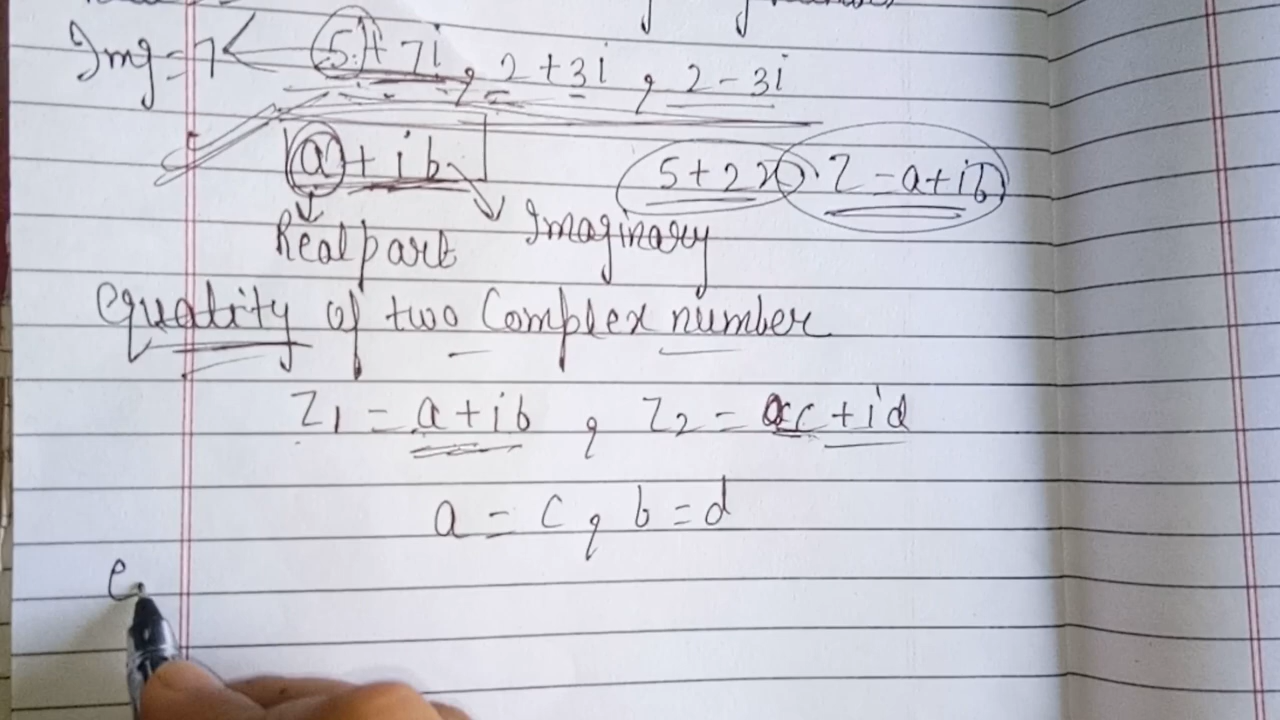 Img = 7 ← 5 + 7i , 2 + 3i , 2 - 3i
a + ib
5 + 2i Z = a + ib
Real part Imaginary
equality of two Complex number
Z1 = a + ib , Z2 = c + id
a = c , b = d
e